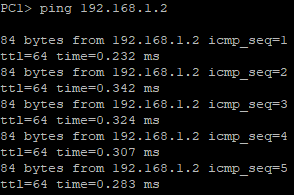 PC1> ping 192.168.1.2
84 bytes from 192.168.1.2 icmp_seq=1
ttl=64 time=0.232 ms
84 bytes from 192.168.1.2 icmp_seq=2
ttl=64 time=0.342 ms
84 bytes from 192.168.1.2 icmp_seq=3
ttl=64 time=0.324 ms
84 bytes from 192.168.1.2 icmp_seq=4
ttl=64 time=0.307 ms
84 bytes from 192.168.1.2 icmp_seq=5
ttl=64 time=0.283 ms